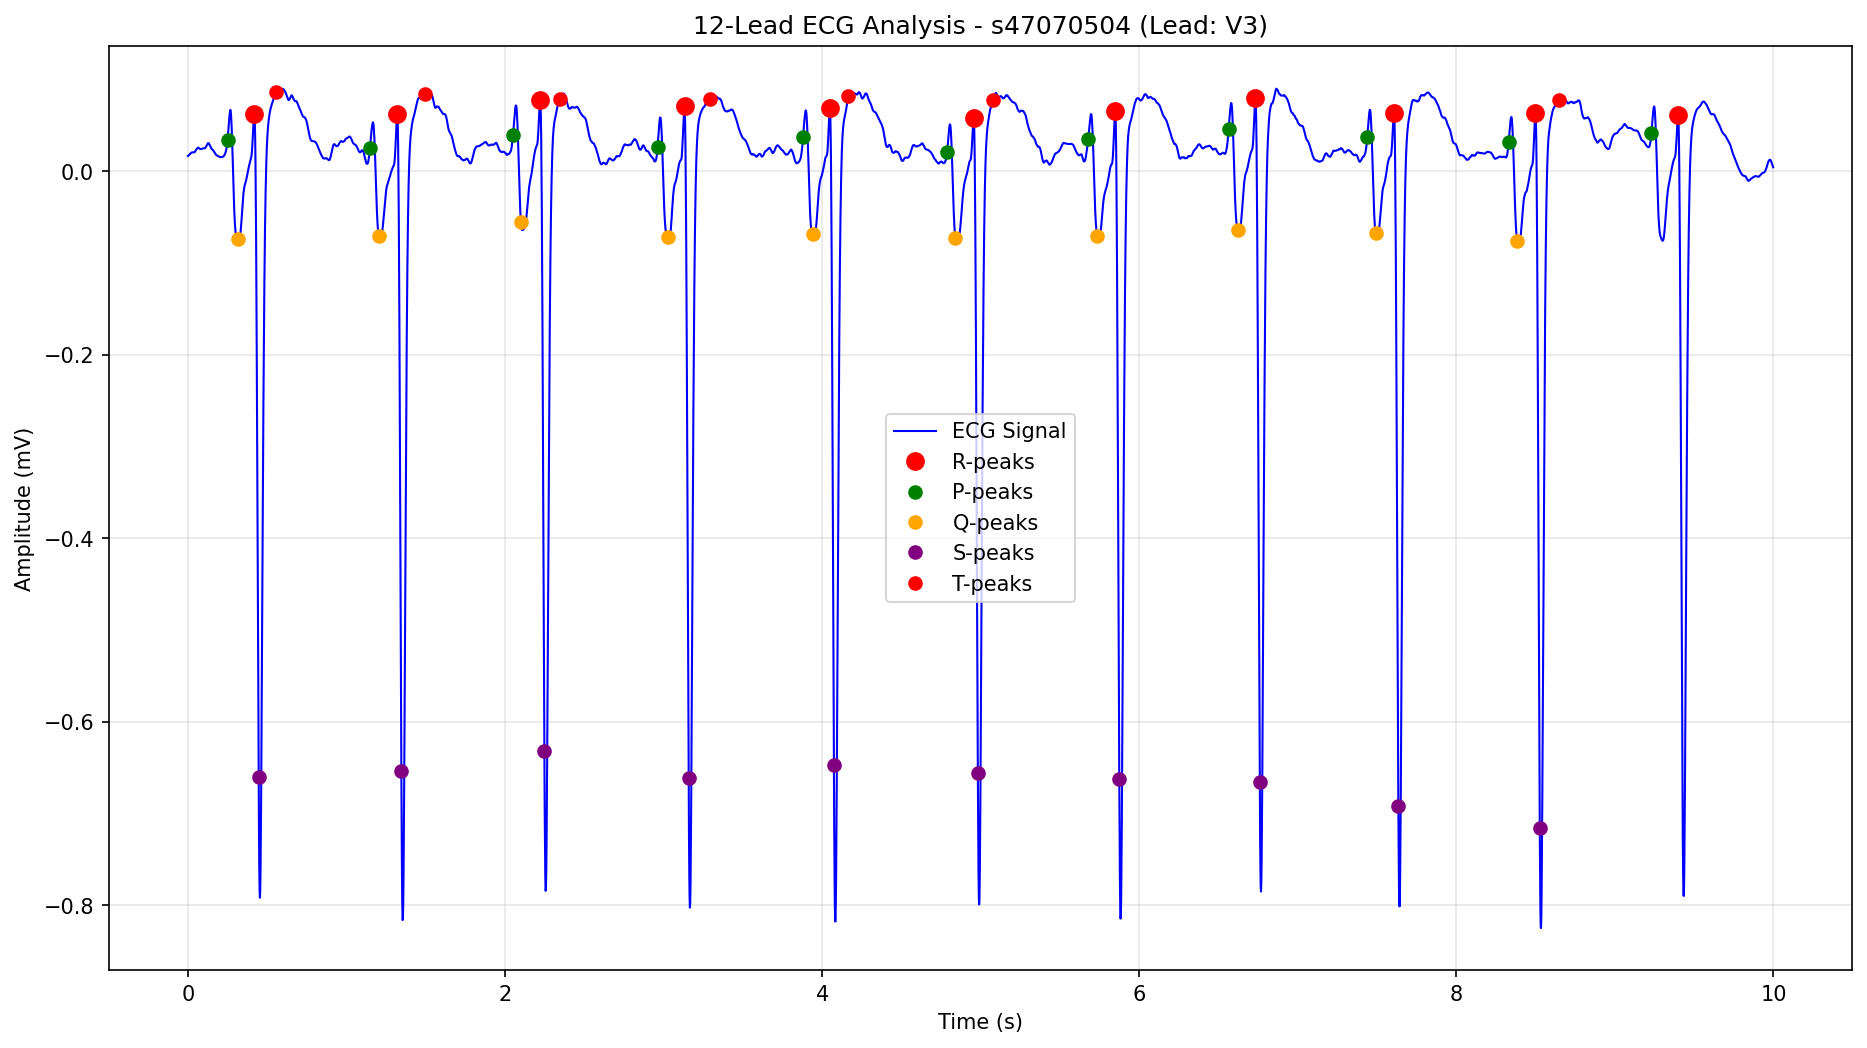 12-Lead ECG Analysis - s47070504 (Lead: V3)
0.0
−0.2
−0.4
−0.6
−0.8
Amplitude (mV)
ECG Signal
R-peaks
P-peaks
Q-peaks
S-peaks
T-peaks
0 2 4 6 8 10
Time (s)